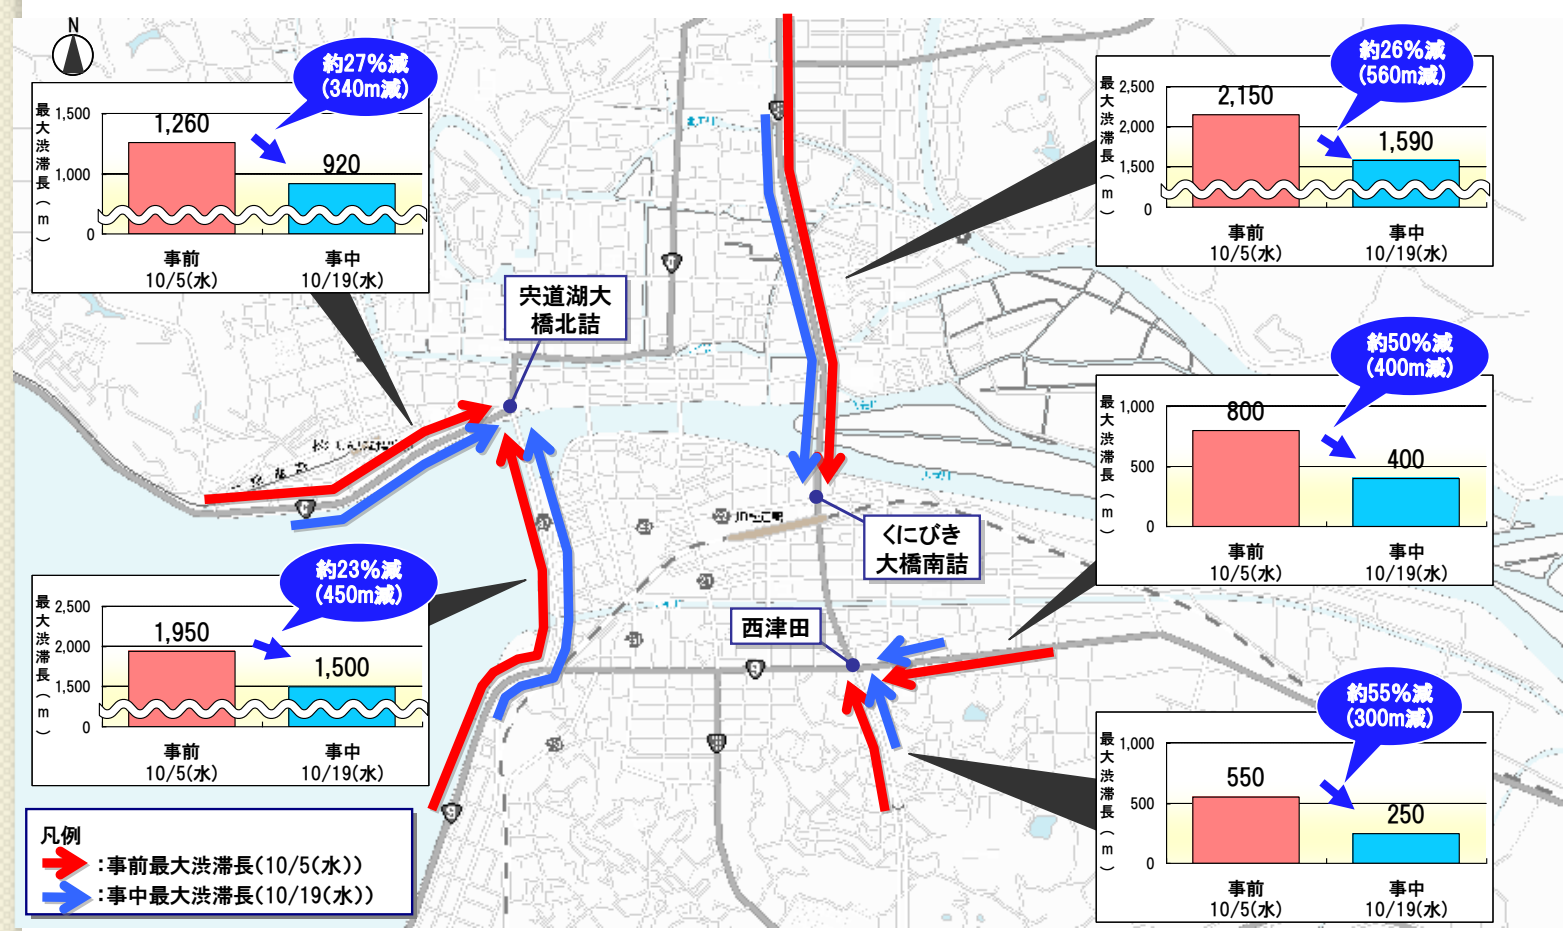 N
約27%減
(340m減)
最大渋滞長(m)
1,500
1,000
0
1,260
920
事前
10/5(水)
事中
10/19(水)
約26%減
(560m減)
最大渋滞長(m)
2,500
2,000
1,500
0
2,150
1,590
事前
10/5(水)
事中
10/19(水)
宍道湖大
橋北詰
約50%減
(400m減)
最大渋滞長(m)
1,000
500
0
800
400
事前
10/5(水)
事中
10/19(水)
くにびき
大橋南詰
約23%減
(450m減)
最大渋滞長(m)
2,500
2,000
1,500
0
1,950
1,500
事前
10/5(水)
事中
10/19(水)
西津田
9
約55%減
(300m減)
最大渋滞長(m)
1,000
500
0
550
250
事前
10/5(水)
事中
10/19(水)
9
凡例
:事前最大渋滞長(10/5(水))
:事中最大渋滞長(10/19(水))